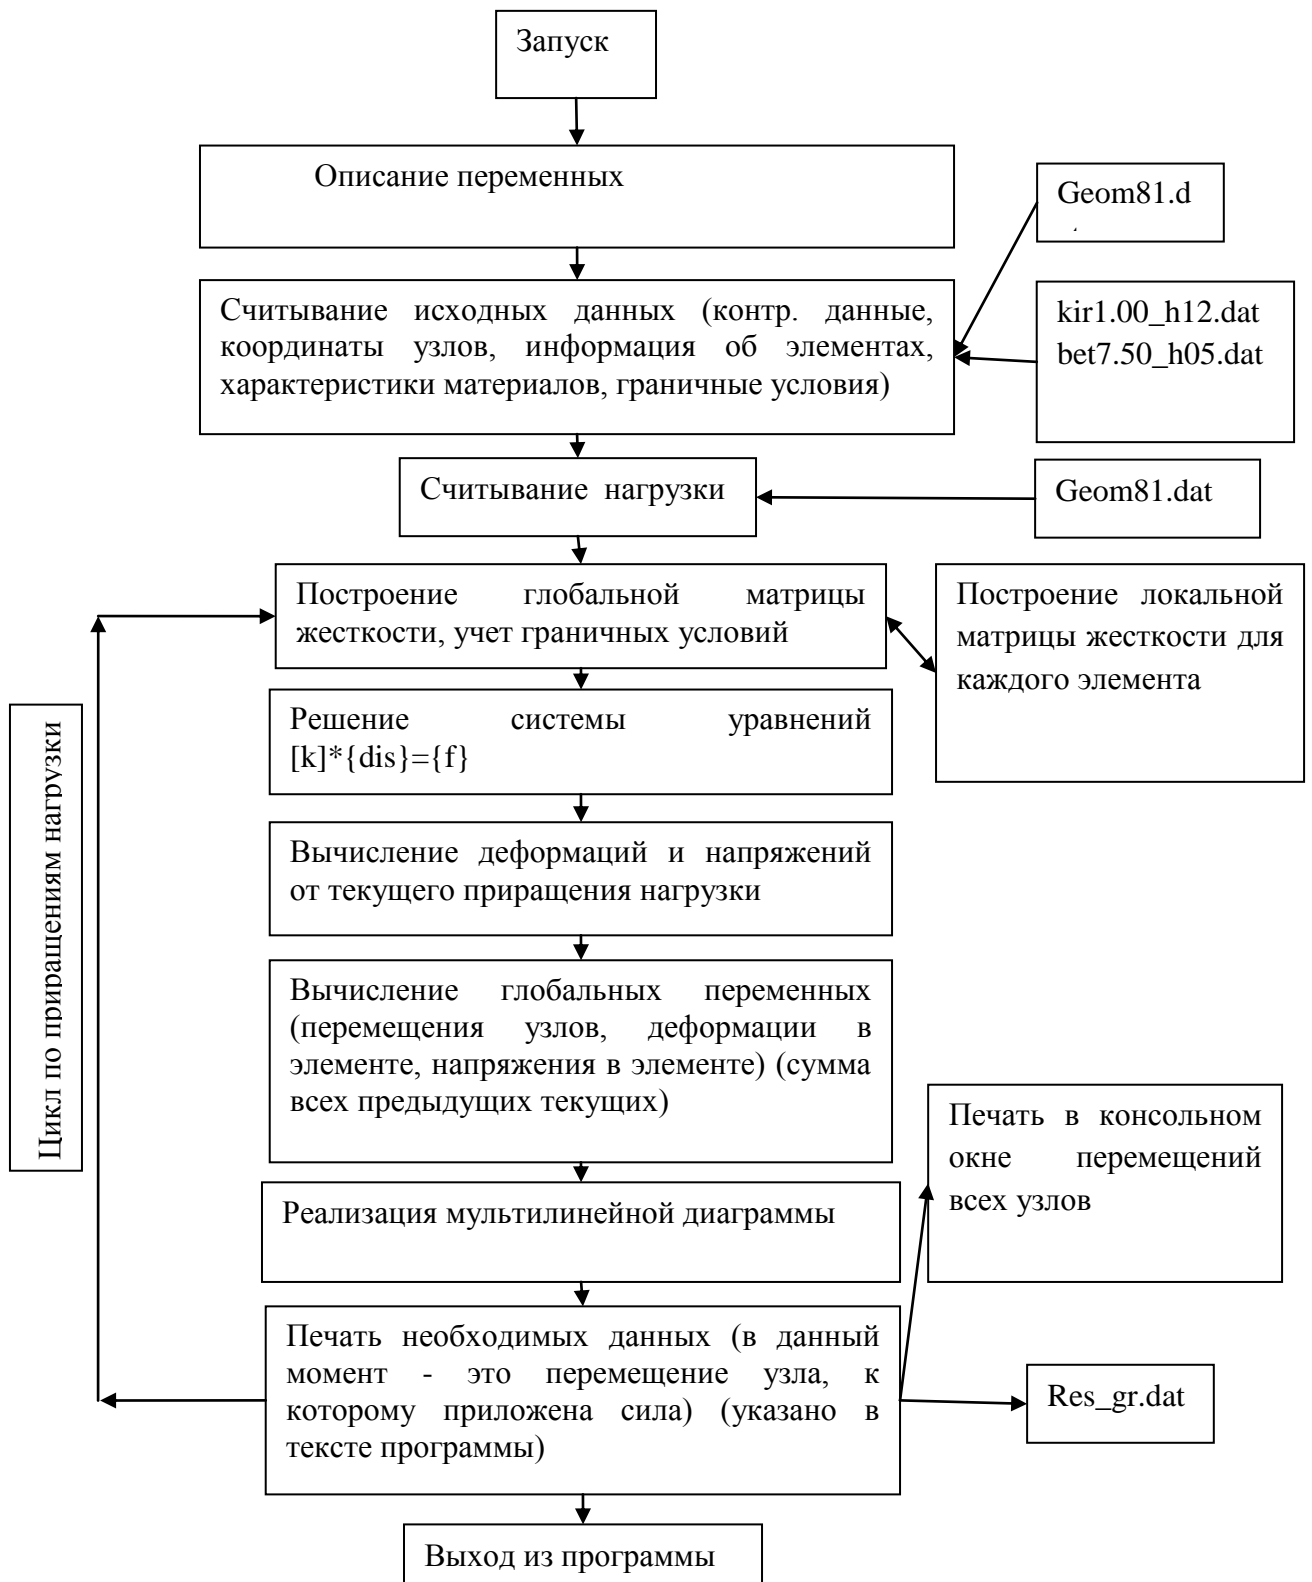 Запуск
Описание переменных
Geom81.d
Считывание исходных данных (контр. данные,
координаты узлов, информация об элементах,
характеристики материалов, граничные условия)
kir1.00_h12.dat
bet7.50_h05.dat
Считывание нагрузки
Geom81.dat
Построение глобальной матрицы
жесткости, учет граничных условий
Построение локальной
матрицы жесткости для
каждого элемента
Решение системы уравнений
[k]*{dis}={f}
Цикл по приращениям нагрузки
Вычисление деформаций и напряжений
от текущего приращения нагрузки
Вычисление глобальных переменных
(перемещения узлов, деформации в
элементе, напряжения в элементе) (сумма
всех предыдущих текущих)
Печать в консольном
окне перемещений
всех узлов
Реализация мультилинейной диаграммы
Печать необходимых данных (в данный
момент - это перемещение узла, к
которому приложена сила) (указано в
тексте программы)
Res_gr.dat
Выход из программы